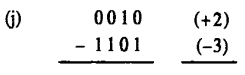 (j) 0010 (+2)
- 1101 (-3)